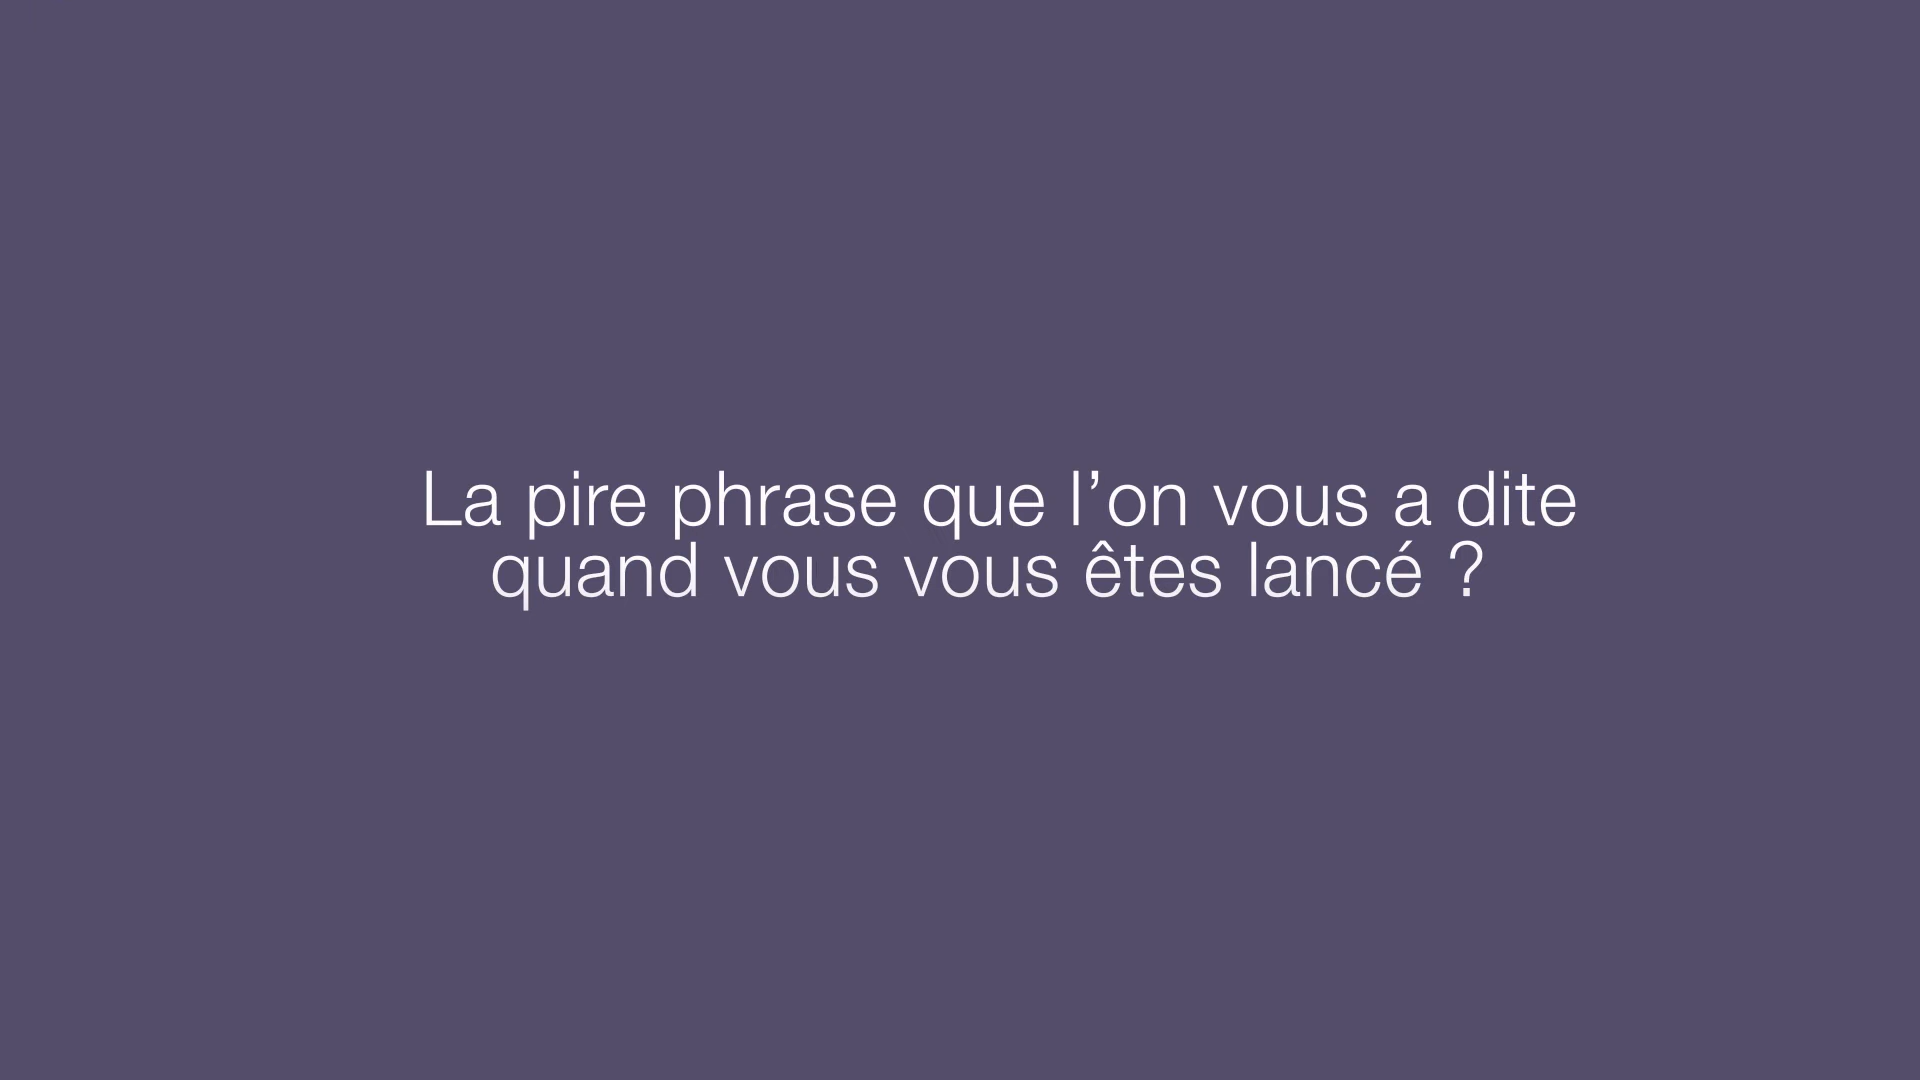 La pire phrase que l’on vous a dite
quand vous vous êtes lancé ?